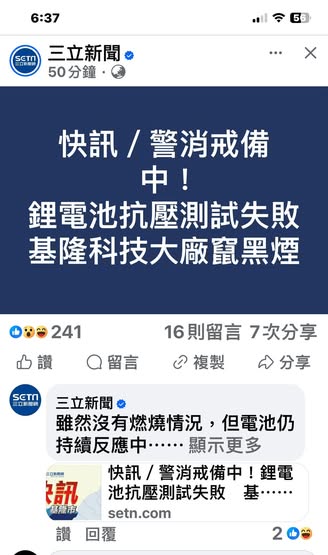 6:37
56
SETN
三立新聞網
三立新聞
50分鐘·
快訊／警消戒備
中！
鋰電池抗壓測試失敗
基隆科技大廠竄黑煙
241
16則留言 7次分享
讚 留言 複製 分享
SETN
三立新聞網
三立新聞
雖然沒有燃燒情況，但電池仍
持續反應中…… 顯示更多
快訊
基隆市
快訊／警消戒備中！鋰電
池抗壓測試失敗 基……
setn.com
讚 回覆
2